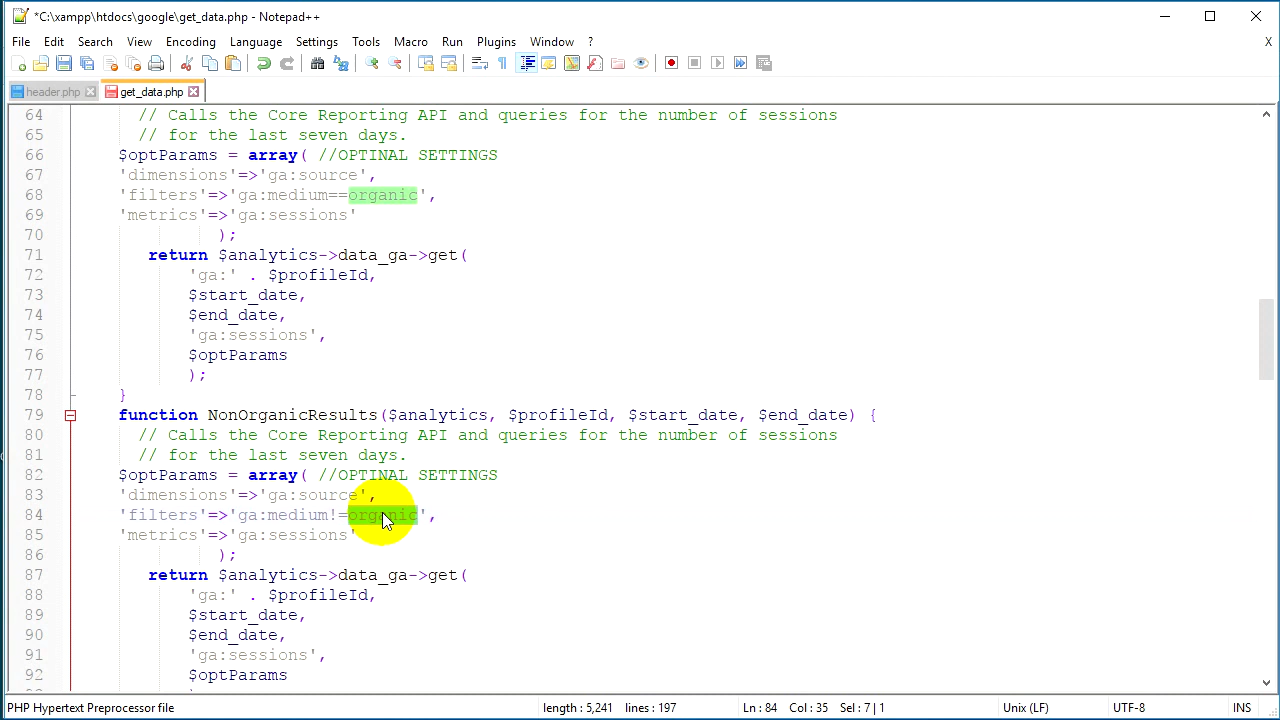 *C:\xampp\htdocs\google\get_data.php - Notepad++
File Edit Search View Encoding Language Settings Tools Macro Run Plugins Window ? X
header.php get_data.php
64 // Calls the Core Reporting API and queries for the number of sessions
65 // for the last seven days.
66 $optParams = array( //OPTINAL SETTINGS
67 'dimensions'=>'ga:source',
68 'filters'=>'ga:medium==organic',
69 'metrics'=>'ga:sessions'
70 );
71 return $analytics->data_ga->get(
72 'ga:' . $profileId,
73 $start_date,
74 $end_date,
75 'ga:sessions',
76 $optParams
77 );
78 }
79 function NonOrganicResults($analytics, $profileId, $start_date, $end_date) {
80 // Calls the Core Reporting API and queries for the number of sessions
81 // for the last seven days.
82 $optParams = array( //OPTINAL SETTINGS
83 'dimensions'=>'ga:source',
84 'filters'=>'ga:medium!=organic',
85 'metrics'=>'ga:sessions'
86 );
87 return $analytics->data_ga->get(
88 'ga:' . $profileId,
89 $start_date,
90 $end_date,
91 'ga:sessions',
92 $optParams
PHP Hypertext Preprocessor file length : 5,241 lines : 197 Ln : 84 Col : 35 Sel : 7 | 1 Unix (LF) UTF-8 INS